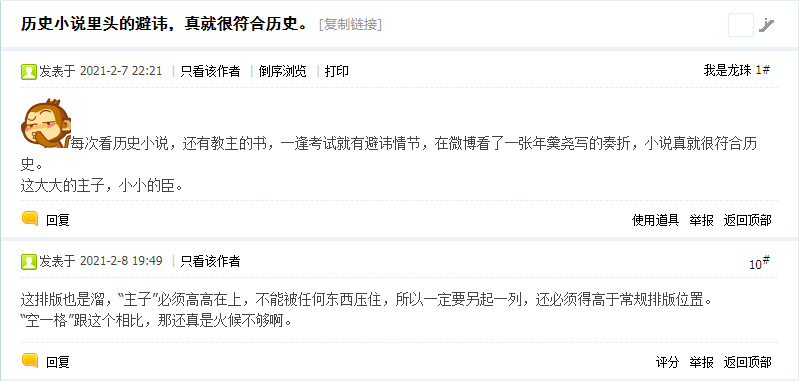 历史小说里头的避讳，真就很符合历史。 [复制链接]
发表于 2021-2-7 22:21 | 只看该作者 | 倒序浏览 | 打印 我是龙珠 1#
每次看历史小说，还有教主的书，一逢考试就有避讳情节，在微博看了一张年羹尧写的奏折，小说真就很符合历
史。
这大大的主子，小小的臣。
回复 使用道具 举报 返回顶部
发表于 2021-2-8 19:49 | 只看该作者 10#
这排版也是溜，“主子”必须高高在上，不能被任何东西压住，所以一定要另起一列，还必须得高于常规排版位置。
“空一格”跟这个相比，那还真是火候不够啊。
回复 评分 举报 返回顶部